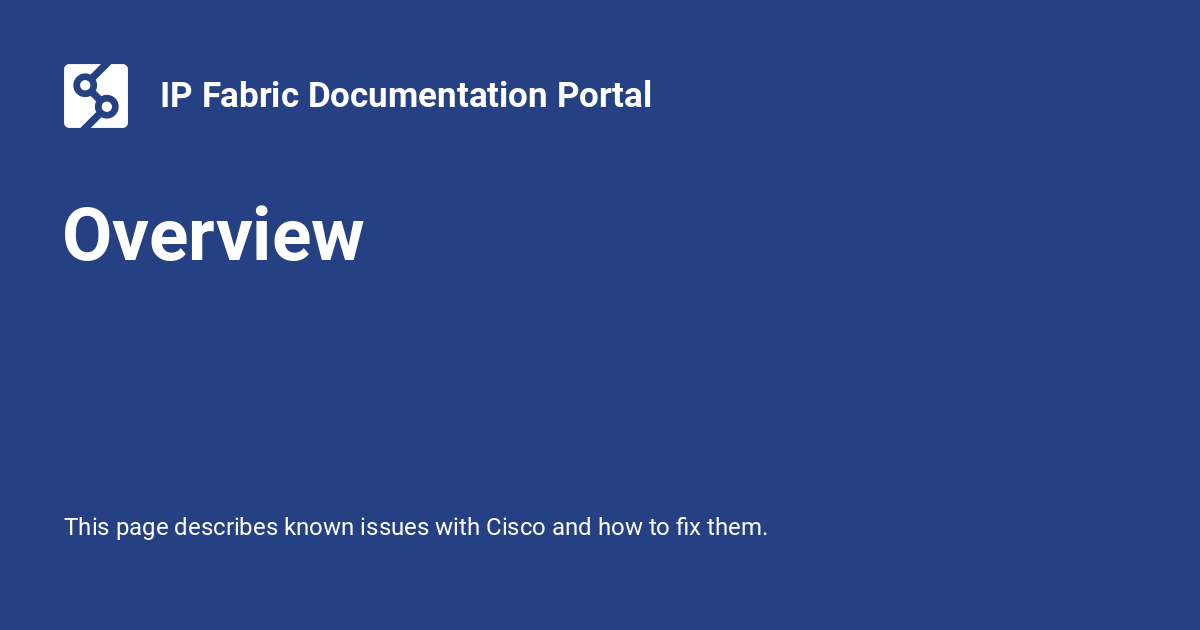 IP Fabric Documentation Portal
Overview
This page describes known issues with Cisco and how to fix them.